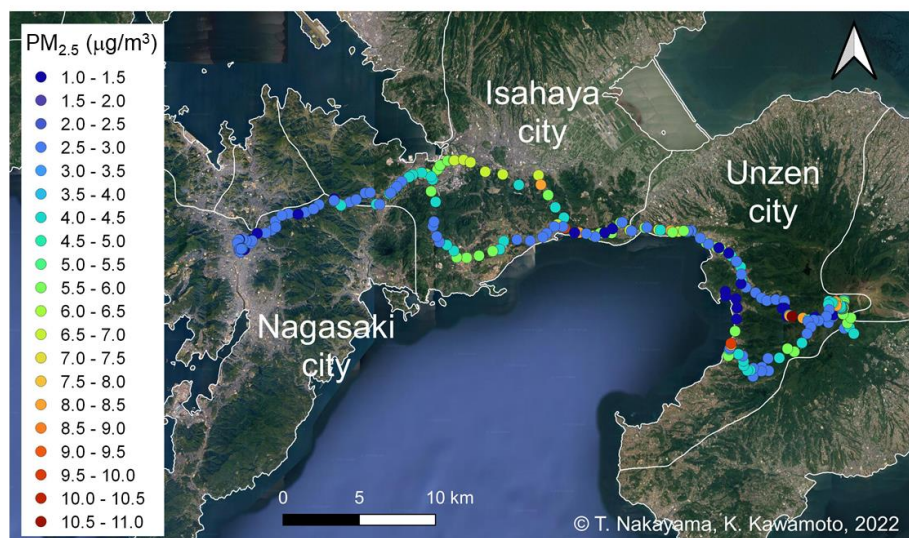 PM2.5 (μg/m³)
1.0 - 1.5
1.5 - 2.0
2.0 - 2.5
2.5 - 3.0
3.0 - 3.5
3.5 - 4.0
4.0 - 4.5
4.5 - 5.0
5.0 - 5.5
5.5 - 6.0
6.0 - 6.5
6.5 - 7.0
7.0 - 7.5
7.5 - 8.0
8.0 - 8.5
8.5 - 9.0
9.0 - 9.5
9.5 - 10.0
10.0 - 10.5
10.5 - 11.0
Isahaya
city
Unzen
city
Nagasaki
city
0 5 10 km
© T. Nakayama, K. Kawamoto, 2022